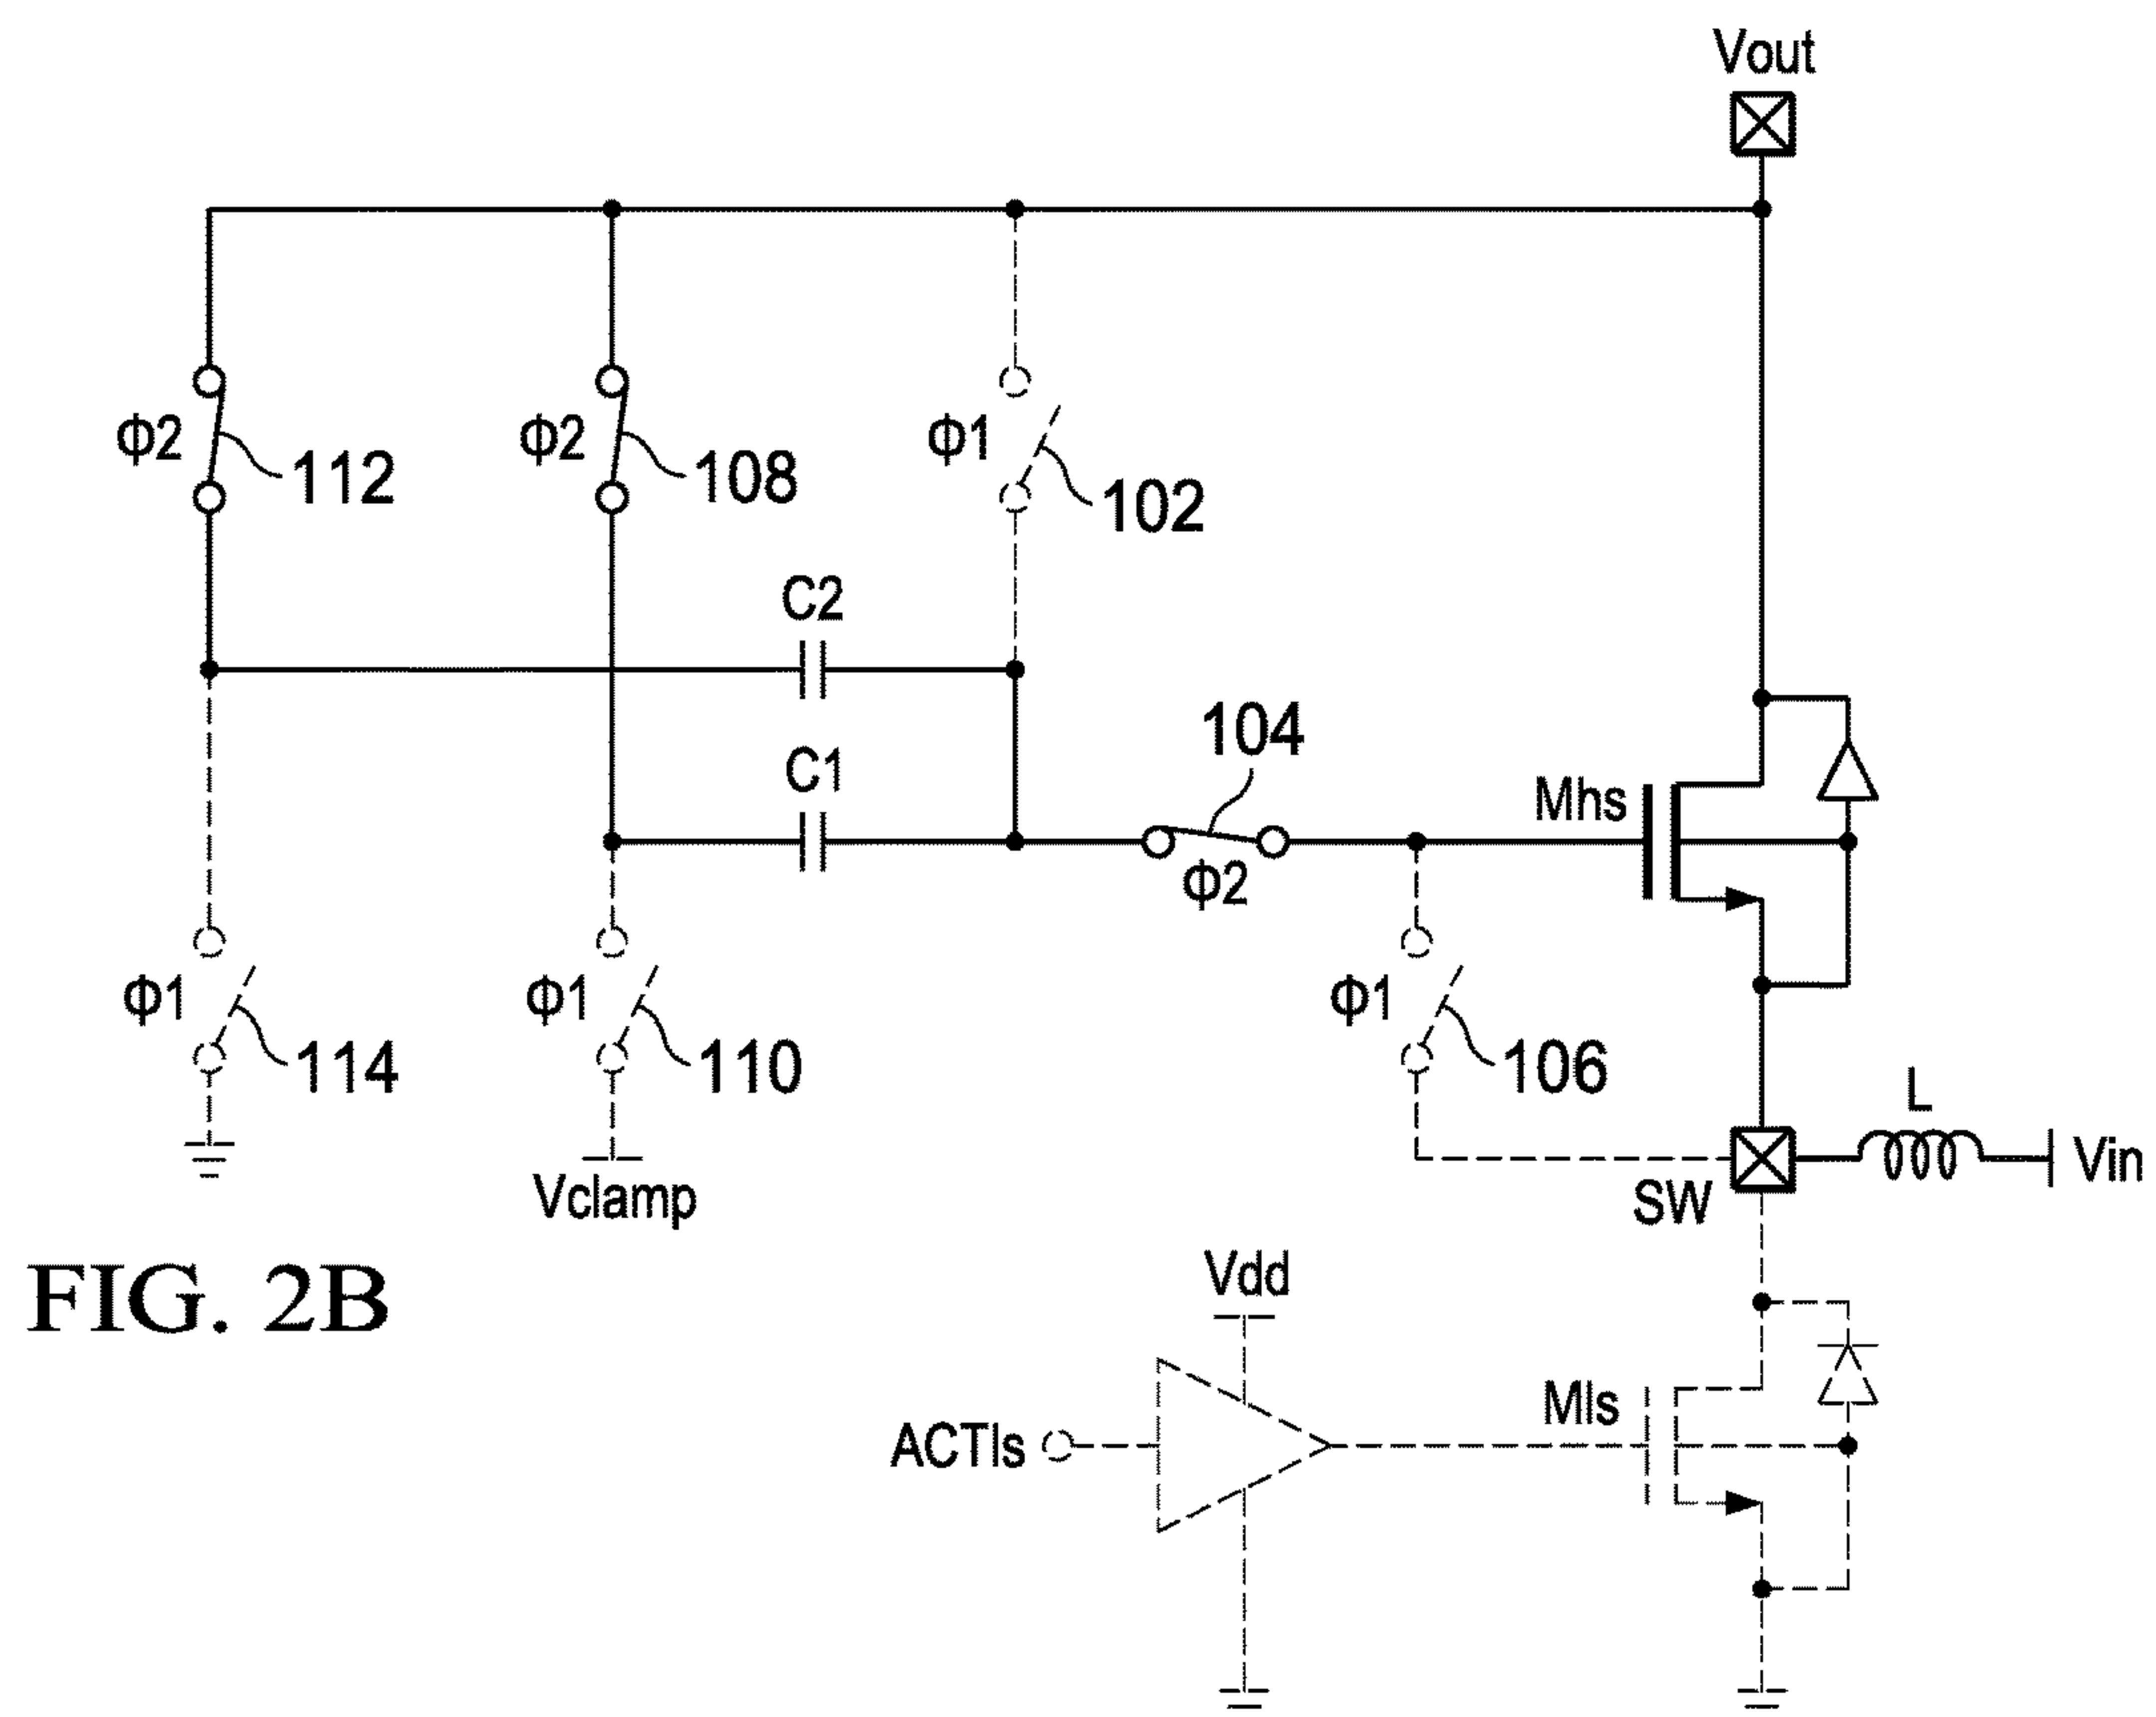 Vout
Φ2
112
Φ2
108
Φ1
102
C2
104
C1
Mhs
Φ2
Φ1
114
Φ1
110
Φ1
106
L
Vin
SW
Vclamp
Vdd
FIG. 2B
Mls
ACTls